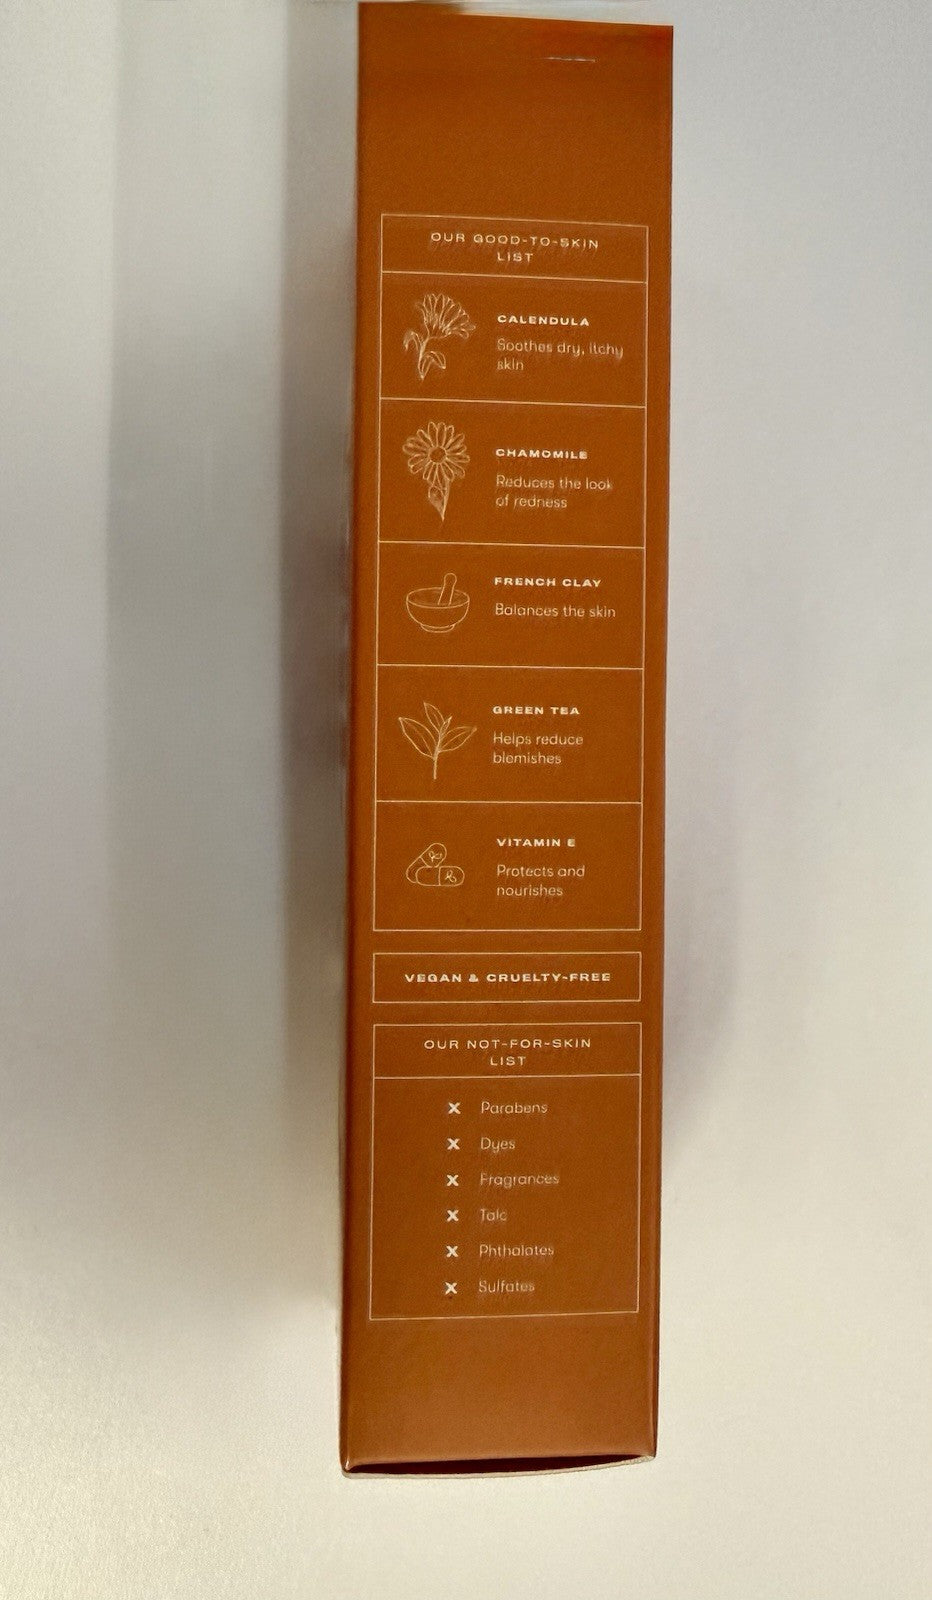 OUR GOOD-TO-SKIN
LIST
CALENDULA
Soothes dry, itchy
skin
CHAMOMILE
Reduces the look
of redness
FRENCH CLAY
Balances the skin
GREEN TEA
Helps reduce
blemishes
VITAMIN E
Protects and
nourishes
VEGAN & CRUELTY-FREE
OUR NOT-FOR-SKIN
LIST
X Parabens
X Dyes
X Fragrances
X Talc
X Phthalates
X Sulfates